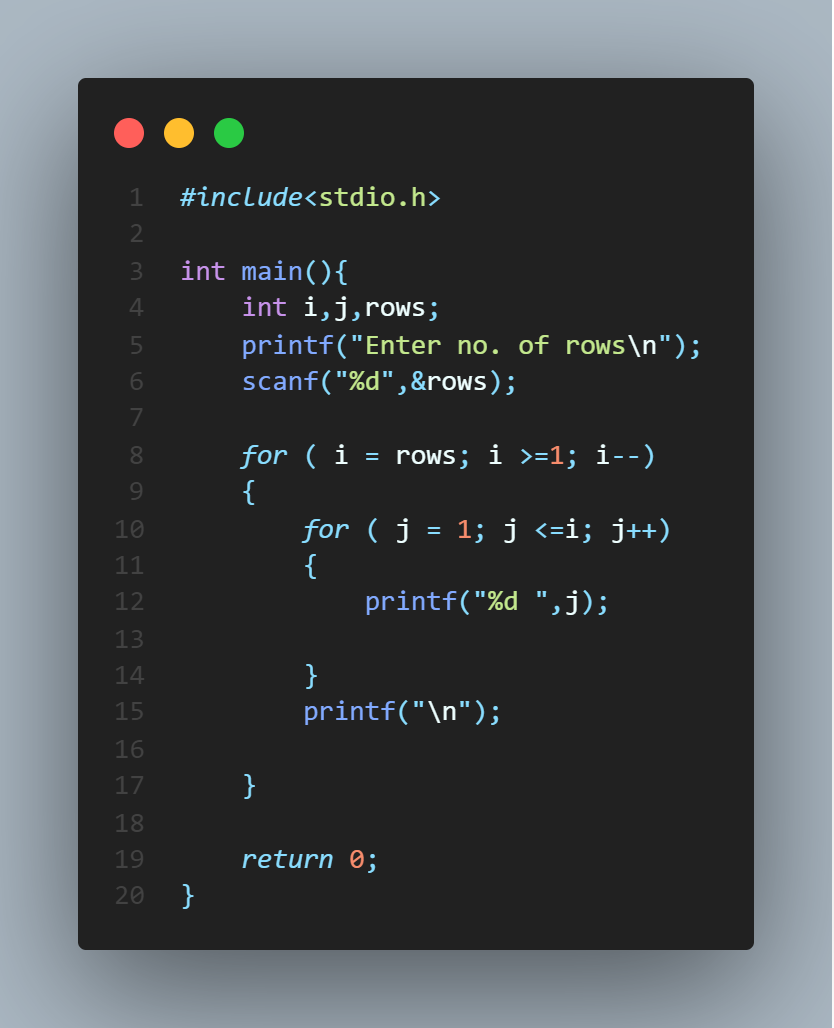 1 #include<stdio.h>
2
3 int main(){
4     int i,j,rows;
5     printf("Enter no. of rows\n");
6     scanf("%d",&rows);
7
8     for ( i = rows; i >=1; i--)
9     {
10         for ( j = 1; j <=i; j++)
11         {
12             printf("%d ",j);
13
14         }
15         printf("\n");
16
17     }
18
19     return 0;
20 }